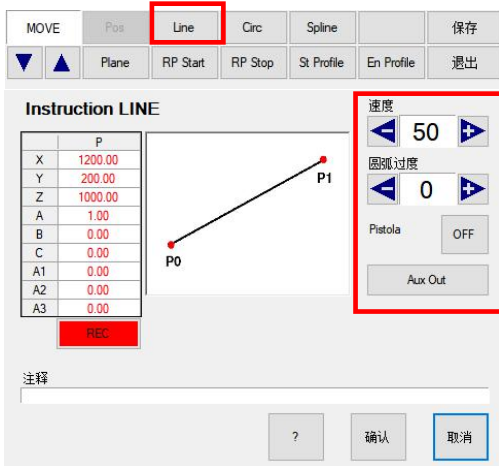 MOVE Pos Line Circ Spline 保存
Plane RP Start RP Stop St Profile En Profile 退出
Instruction LINE
速度
50
圆弧过度
0
Pistola OFF
Aux Out
P
X 1200.00
Y 200.00
Z 1000.00
A 1.00
B 0.00
C 0.00
A1 0.00
A2 0.00
A3 0.00
REC
P1
P0
注释
? 确认 取消